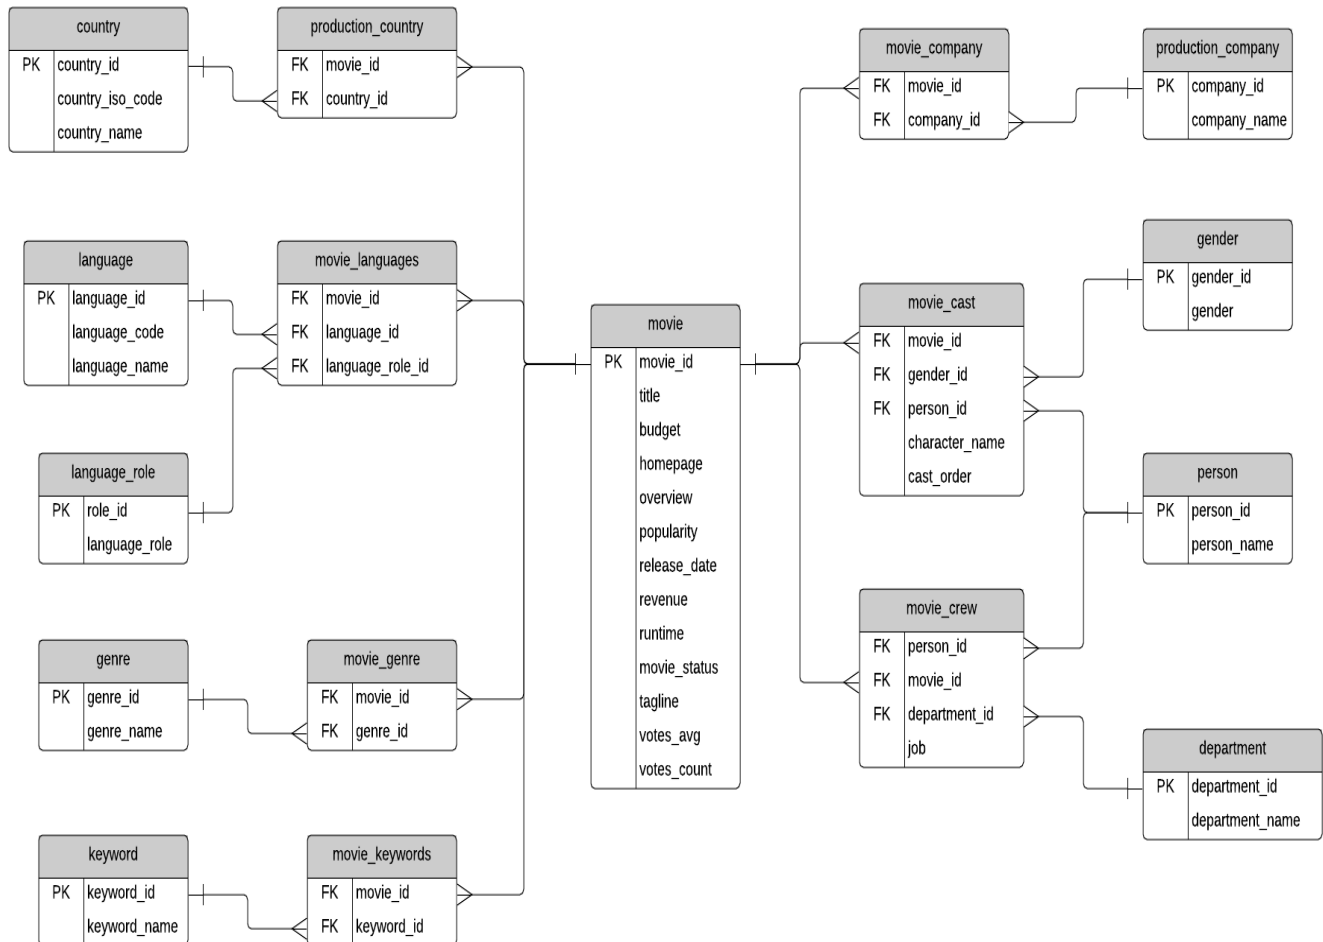 country
PK country_id
country_iso_code
country_name
production_country
FK movie_id
FK country_id
language
PK language_id
language_code
language_name
movie_languages
FK movie_id
FK language_id
FK language_role_id
language_role
PK role_id
language_role
genre
PK genre_id
genre_name
movie_genre
FK movie_id
FK genre_id
keyword
PK keyword_id
keyword_name
movie_keywords
FK movie_id
FK keyword_id
movie
PK movie_id
title
budget
homepage
overview
popularity
release_date
revenue
runtime
movie_status
tagline
votes_avg
votes_count
movie_company
FK movie_id
FK company_id
production_company
PK company_id
company_name
gender
PK gender_id
gender
movie_cast
FK movie_id
FK gender_id
FK person_id
character_name
cast_order
person
PK person_id
person_name
movie_crew
FK person_id
FK movie_id
FK department_id
job
department
PK department_id
department_name